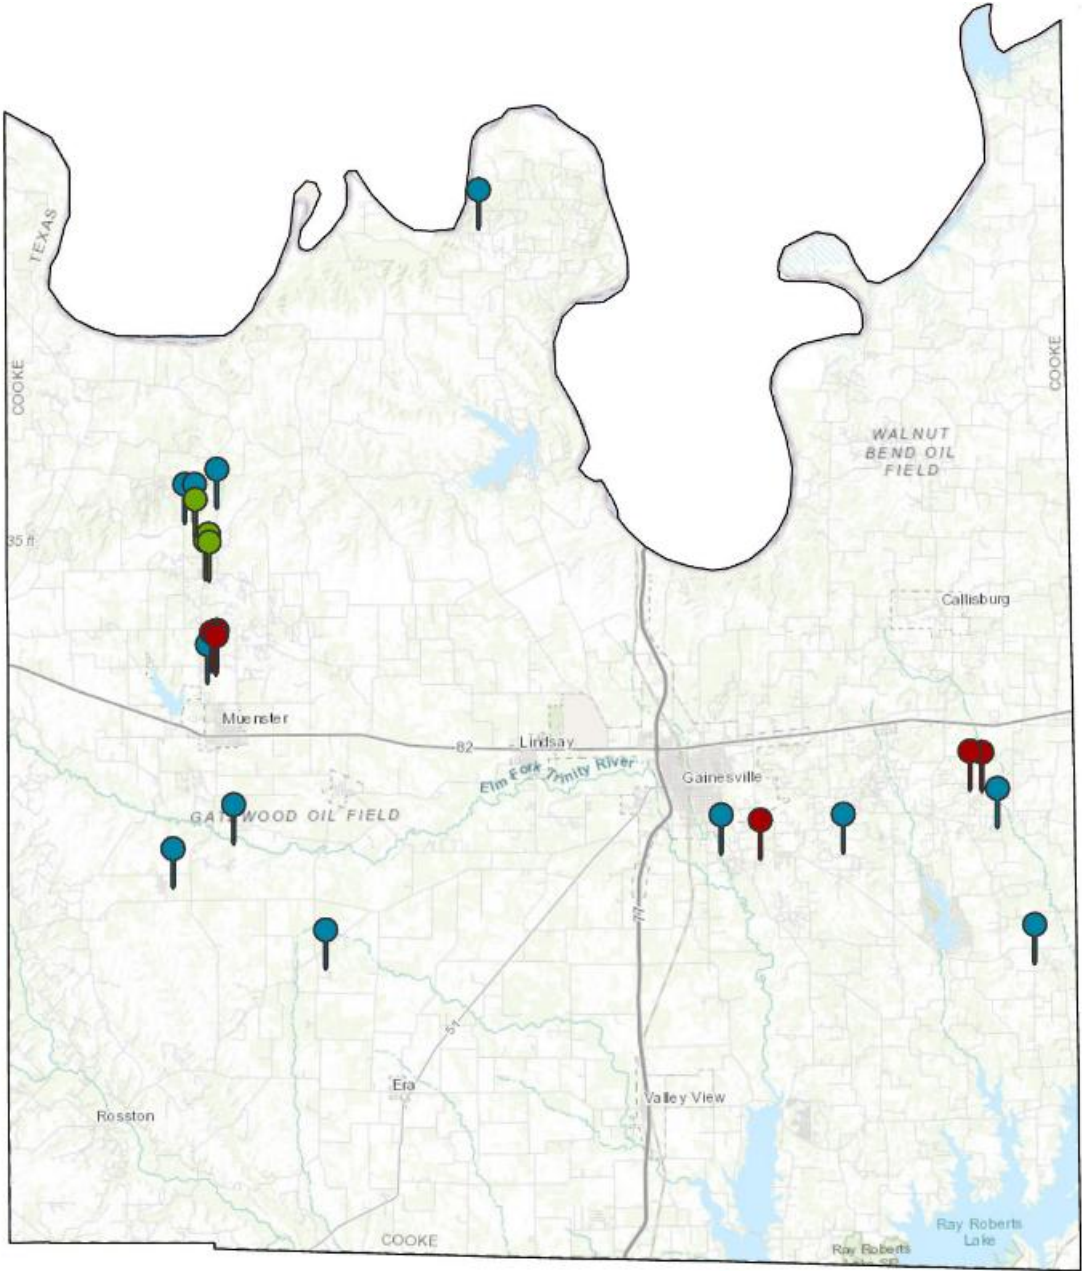 TEXAS
COOKE
COOKE
WALNUT
BEND OIL
FIELD
35 ft
Callisburg
Muenster
82
Lindsay
Elm Fork Trinity River
Gainesville
OIL FIELD
77
51
Era
Valley View
Rosston
Ray Roberts
Lake
COOKE
Ray Roberts